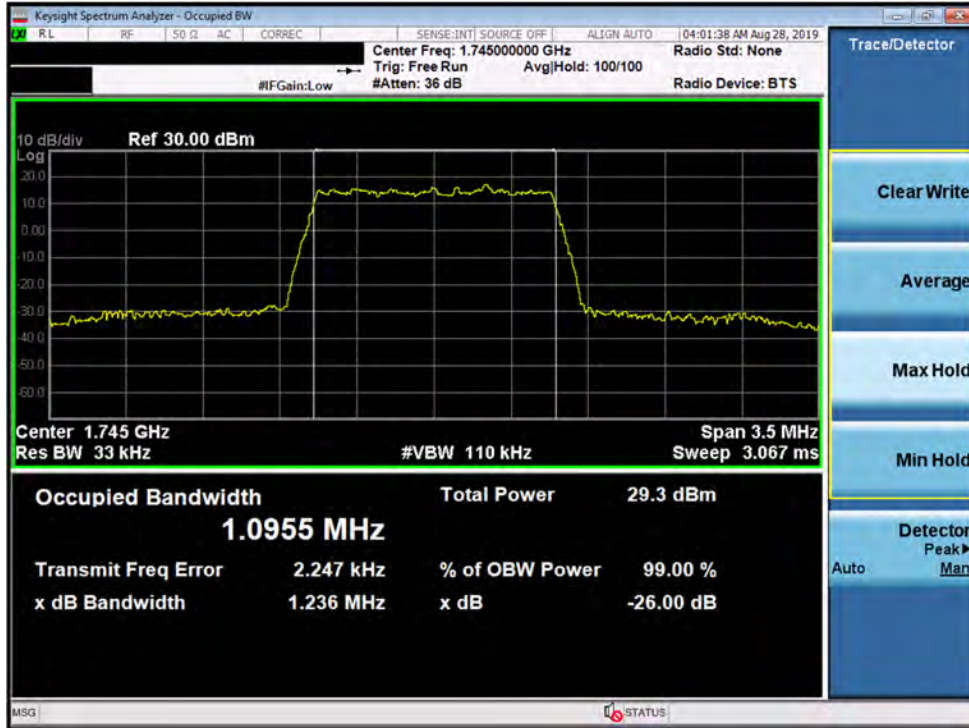 Keysight Spectrum Analyzer - Occupied BW
LXI RL RF 50 Ω AC CORREC SENSE:INT SOURCE OFF ALIGN AUTO 04:01:38 AM Aug 28, 2019
Center Freq: 1.745000000 GHz Radio Std: None
Trig: Free Run Avg|Hold: 100/100
#IFGain:Low #Atten: 36 dB Radio Device: BTS
10 dB/div Ref 30.00 dBm
Log
20.0
10.0
0.00
-10.0
-20.0
-30.0
-40.0
-50.0
-60.0
Center 1.745 GHz Span 3.5 MHz
Res BW 33 kHz #VBW 110 kHz Sweep 3.067 ms
Occupied Bandwidth Total Power 29.3 dBm
1.0955 MHz
Transmit Freq Error 2.247 kHz % of OBW Power 99.00 %
x dB Bandwidth 1.236 MHz x dB -26.00 dB
MSG STATUS
Trace/Detector
Clear Write
Average
Max Hold
Min Hold
Detector
Peak
Auto Man